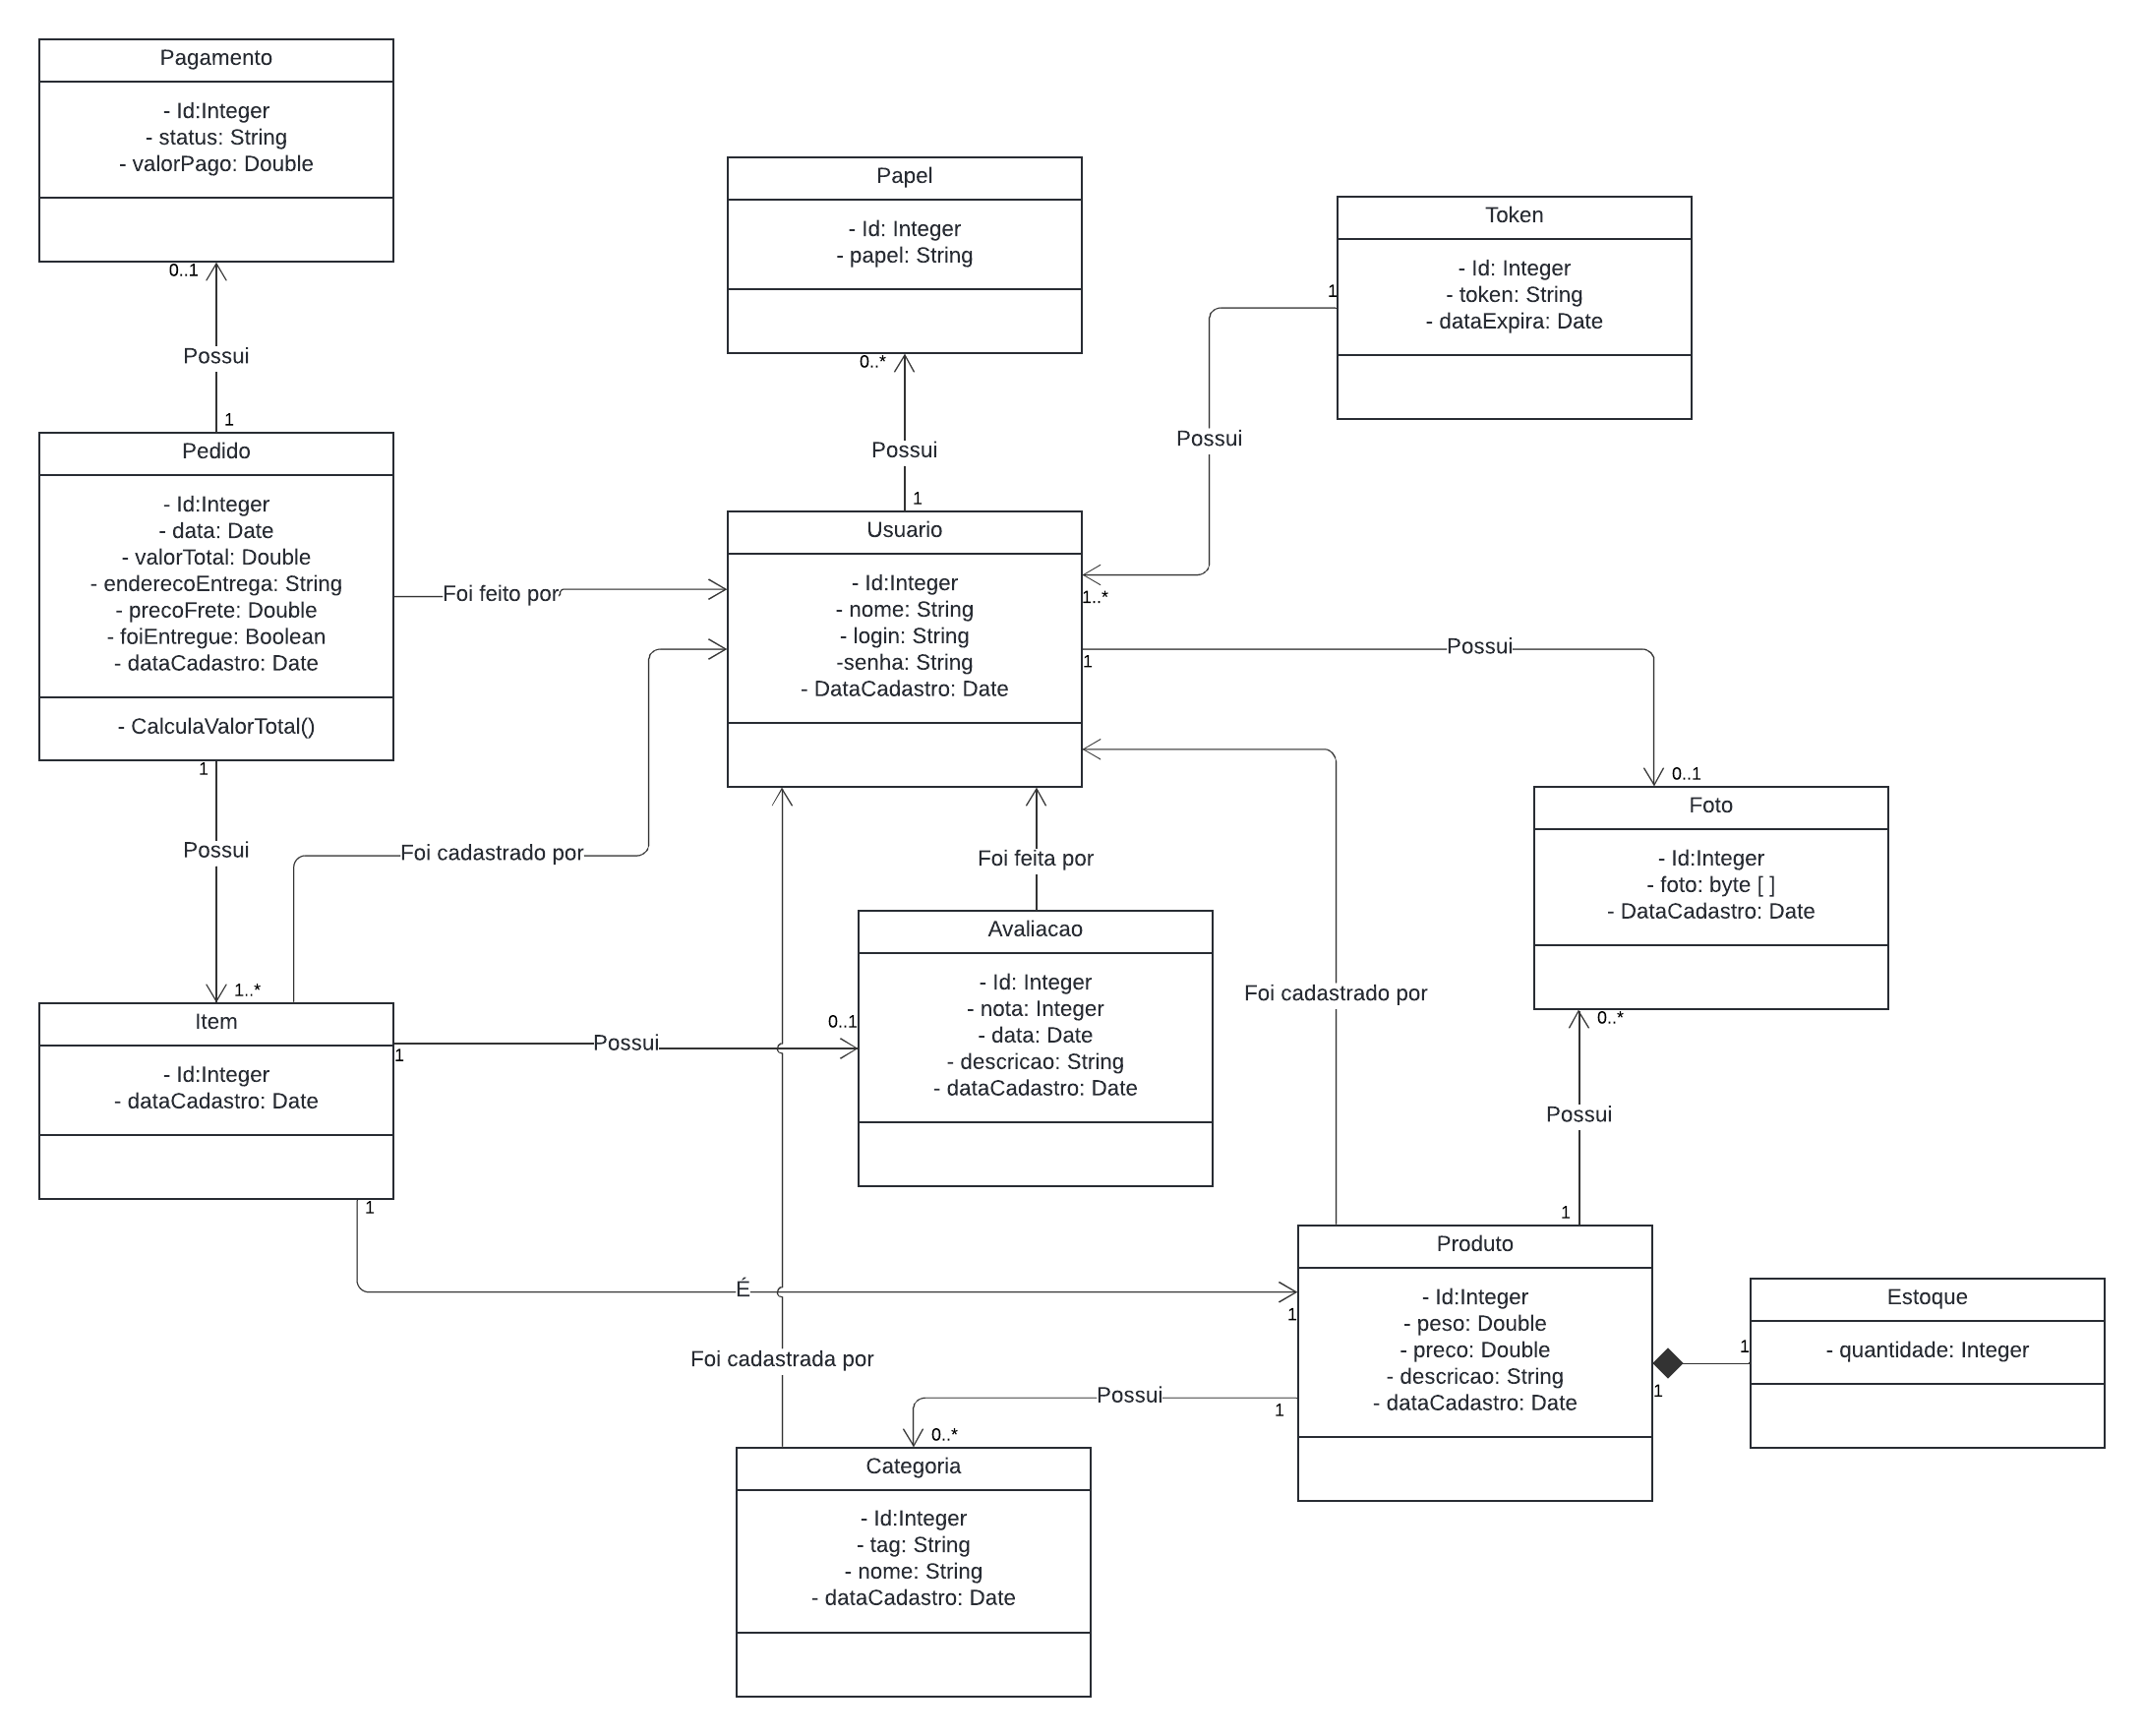 Pagamento
- Id:Integer
- status: String
- valorPago: Double
0..1
Possui
1
Papel
- Id: Integer
- papel: String
0..*
Possui
1
Token
- Id: Integer
- token: String
- dataExpira: Date
1
Possui
1..*
Pedido
- Id:Integer
- data: Date
- valorTotal: Double
- enderecoEntrega: String
- precoFrete: Double
- foiEntregue: Boolean
- dataCadastro: Date
- CalculaValorTotal()
Foi feito por
Usuario
- Id:Integer
- nome: String
- login: String
-senha: String
- DataCadastro: Date
1
Possui
0..1
1
Possui
1..*
Foi cadastrado por
Foi feita por
Foto
- Id:Integer
- foto: byte [ ]
- DataCadastro: Date
0..*
Possui
1
Foi cadastrado por
Avaliacao
- Id: Integer
- nota: Integer
- data: Date
- descricao: String
- dataCadastro: Date
Item
- Id:Integer
- dataCadastro: Date
1
Possui
0..1
1
É
1
Produto
- Id:Integer
- peso: Double
- preco: Double
- descricao: String
- dataCadastro: Date
1
1
Estoque
- quantidade: Integer
Foi cadastrada por
Possui
1
0..*
Categoria
- Id:Integer
- tag: String
- nome: String
- dataCadastro: Date